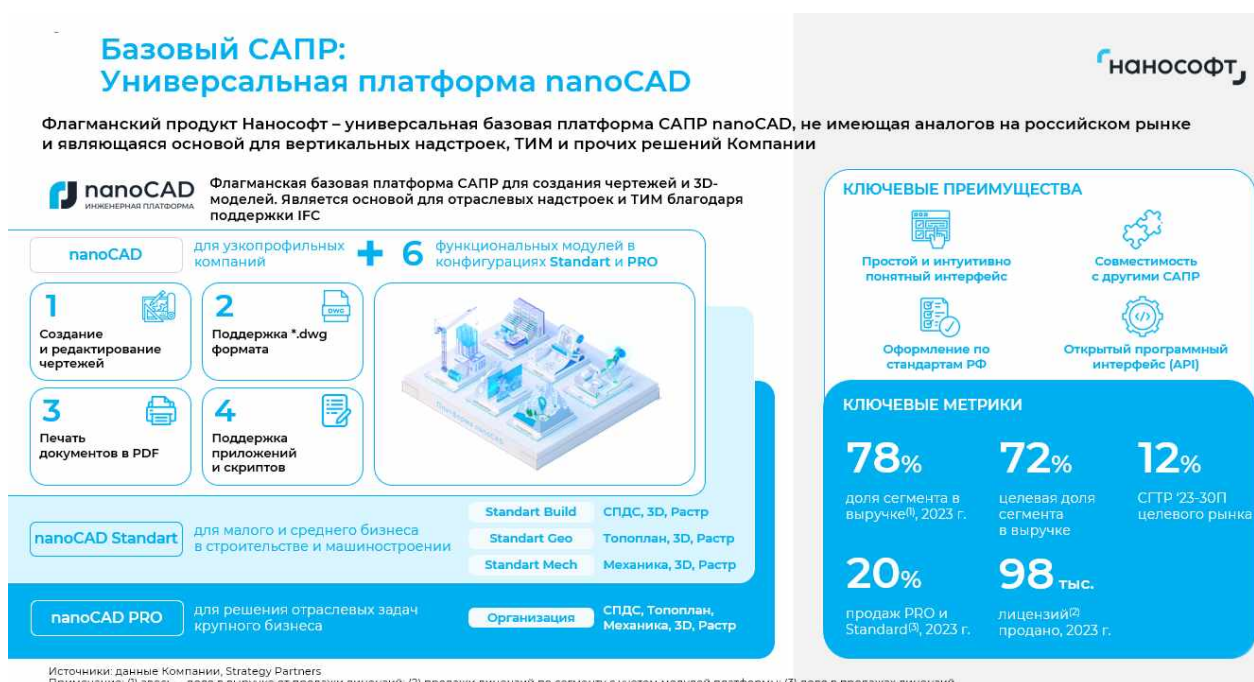 Базовый САПР:
Универсальная платформа nanoCAD
нанософт
Флагманский продукт Нанософт – универсальная базовая платформа САПР nanoCAD, не имеющая аналогов на российском рынке
и являющаяся основой для вертикальных надстроек, ТИМ и прочих решений Компании
nanoCAD
ИНЖЕНЕРНАЯ ПЛАТФОРМА
Флагманская базовая платформа САПР для создания чертежей и 3D-
моделей. Является основой для отраслевых надстроек и ТИМ благодаря
поддержки IFC
nanoCAD
для узкопрофильных
компаний
+ 6
функциональных модулей в
конфигурациях Standart и PRO
1
Создание
и редактирование
чертежей
2
DWG
Поддержка *.dwg
формата
3
Печать
документов в PDF
4
Поддержка
приложений
и скриптов
Платформа nanoCAD
nanoCAD Standart
для малого и среднего бизнеса
в строительстве и машиностроении
Standart Build
СПДС, 3D, Растр
Standart Geo
Топоплан, 3D, Растр
Standart Mech
Механика, 3D, Растр
nanoCAD PRO
для решения отраслевых задач
крупного бизнеса
Организация
СПДС, Топоплан,
Механика, 3D, Растр
КЛЮЧЕВЫЕ ПРЕИМУЩЕСТВА
Простой и интуитивно
понятный интерфейс
Совместимость
с другими САПР
Оформление по
стандартам РФ
Открытый программный
интерфейс (API)
КЛЮЧЕВЫЕ МЕТРИКИ
78%
доля сегмента в
выручке(1), 2023 г.
72%
целевая доля
сегмента
в выручке
12%
СГТР '23-30П
целевого рынка
20%
продаж PRO и
Standard(3), 2023 г.
98 тыс.
лицензий(2)
продано, 2023 г.
Источники: данные Компании, Strategy Partners